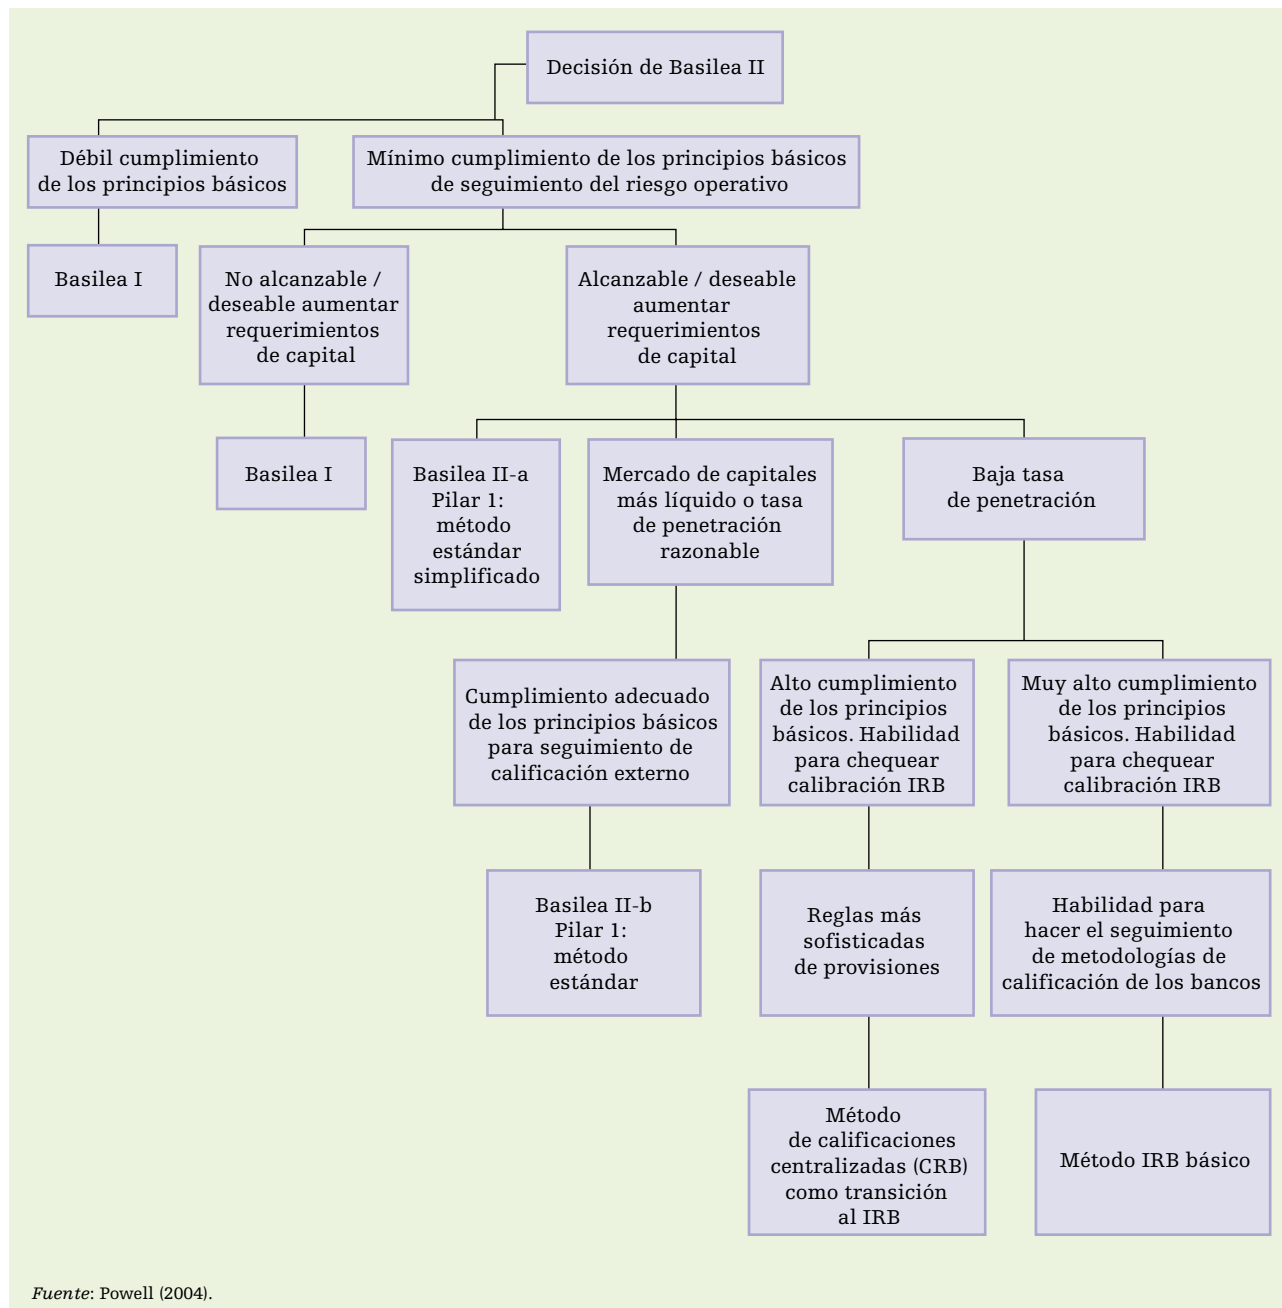 Decisión de Basilea II
Débil cumplimiento
de los principios básicos
Mínimo cumplimiento de los principios básicos
de seguimiento del riesgo operativo
Basilea I
No alcanzable /
deseable aumentar
requerimientos
de capital
Alcanzable / deseable
aumentar
requerimientos
de capital
Basilea I
Basilea II-a
Pilar 1:
método
estándar
simplificado
Mercado de capitales
más líquido o tasa
de penetración
razonable
Baja tasa
de penetración
Cumplimiento adecuado
de los principios básicos
para seguimiento de
calificación externo
Alto cumplimiento
de los principios
básicos. Habilidad
para chequear
calibración IRB
Muy alto cumplimiento
de los principios
básicos. Habilidad
para chequear
calibración IRB
Basilea II-b
Pilar 1:
método
estándar
Reglas más
sofisticadas
de provisiones
Habilidad para
hacer el seguimiento
de metodologías de
calificación de los bancos
Método
de calificaciones
centralizadas (CRB)
como transición
al IRB
Método IRB básico
Fuente: Powell (2004).